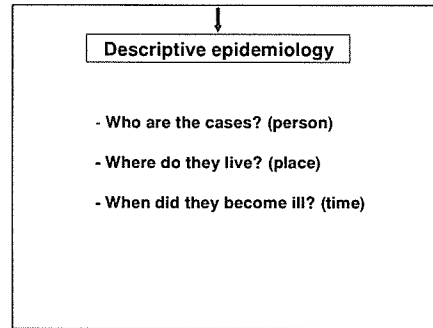 Descriptive epidemiology
- Who are the cases? (person)
- Where do they live? (place)
- When did they become ill? (time)